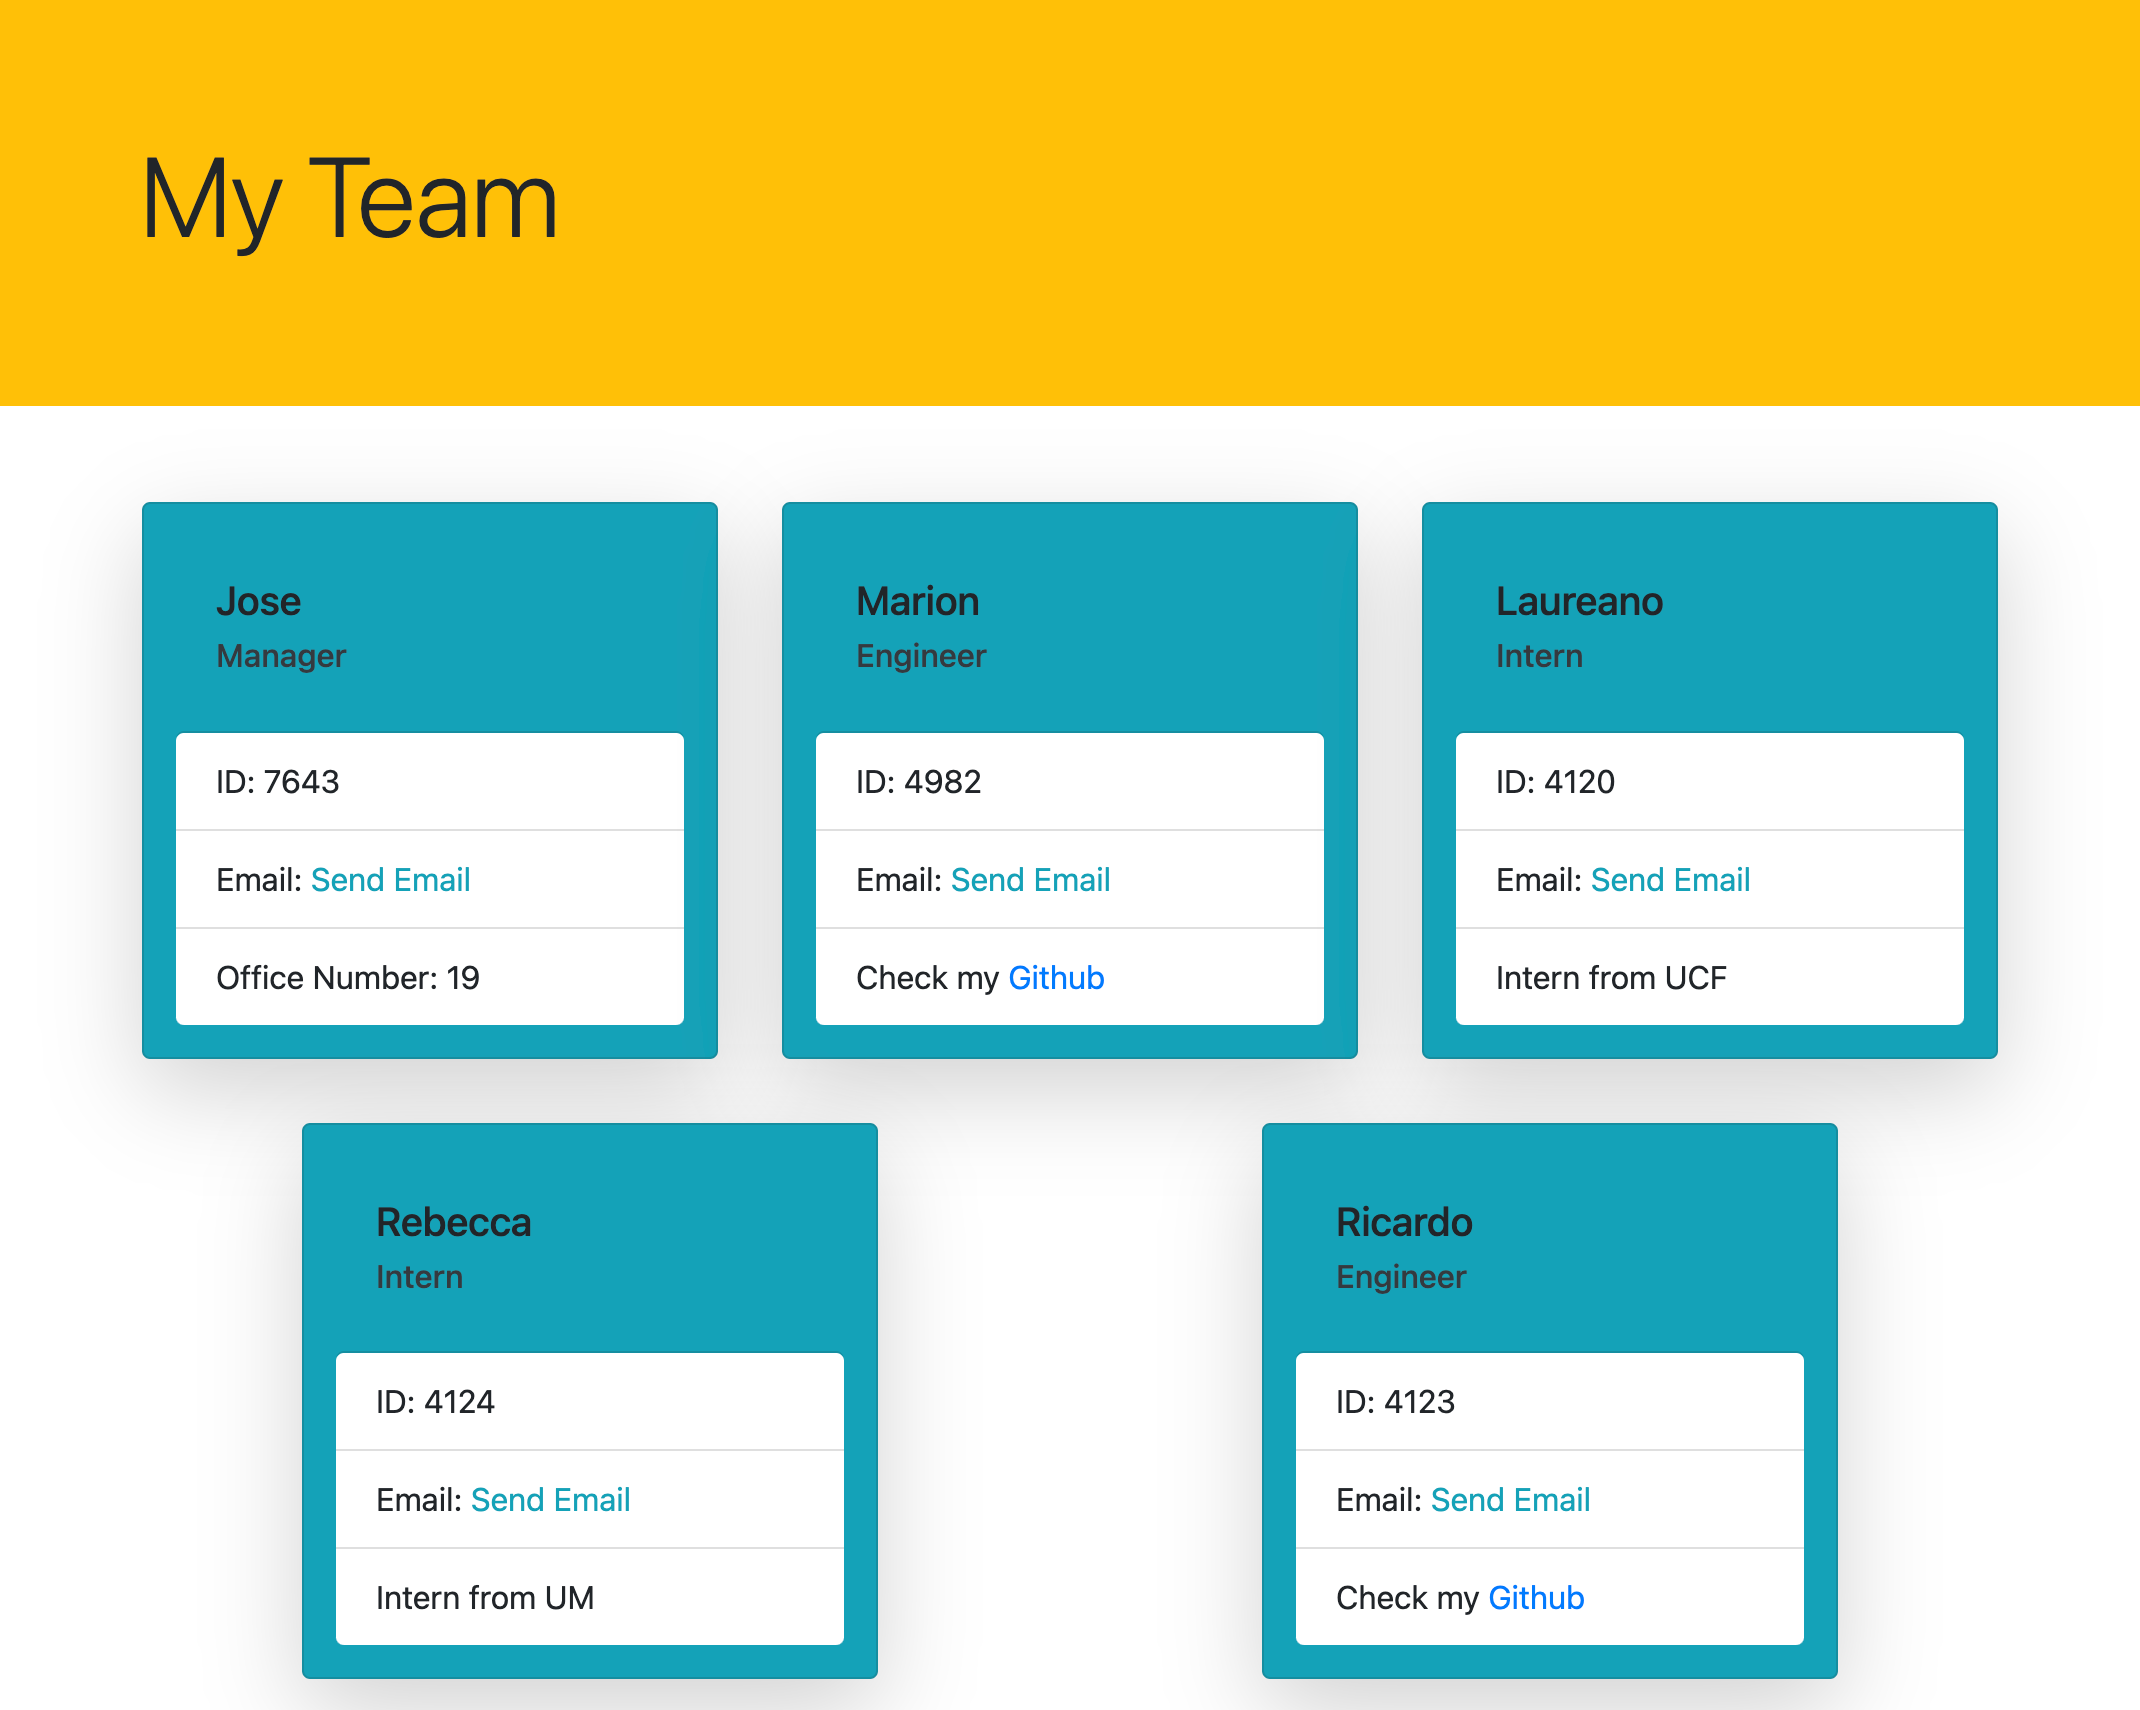 My Team
Jose
Manager
ID: 7643
Email: Send Email
Office Number: 19
Marion
Engineer
ID: 4982
Email: Send Email
Check my Github
Laureano
Intern
ID: 4120
Email: Send Email
Intern from UCF
Rebecca
Intern
ID: 4124
Email: Send Email
Intern from UM
Ricardo
Engineer
ID: 4123
Email: Send Email
Check my Github